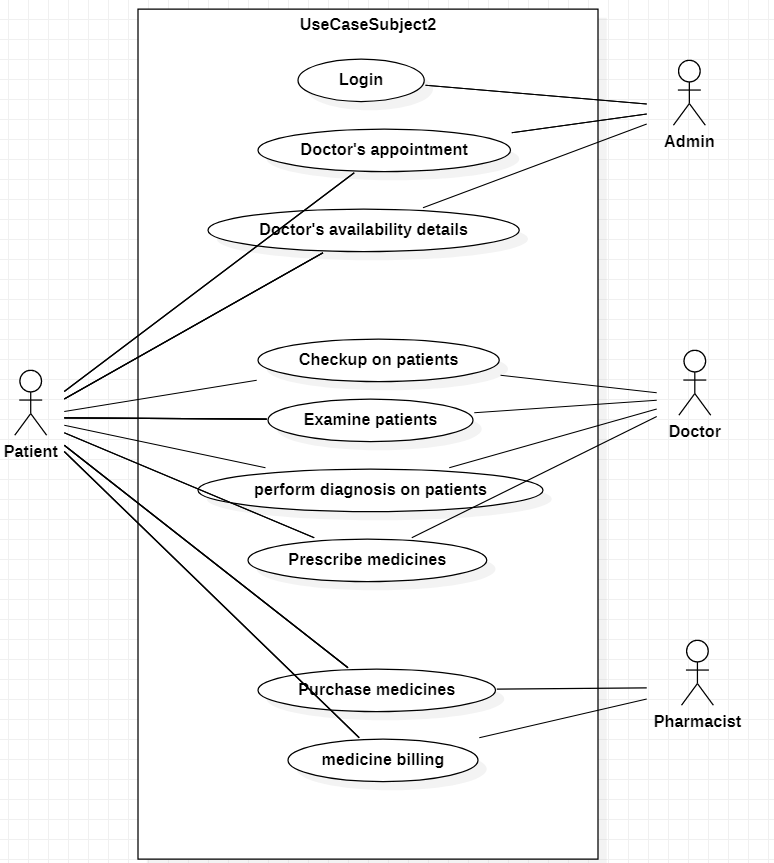 UseCaseSubject2
Login
Admin
Doctor's appointment
Doctor's availability details
Checkup on patients
Examine patients
Doctor
Patient
perform diagnosis on patients
Prescribe medicines
Purchase medicines
Pharmacist
medicine billing